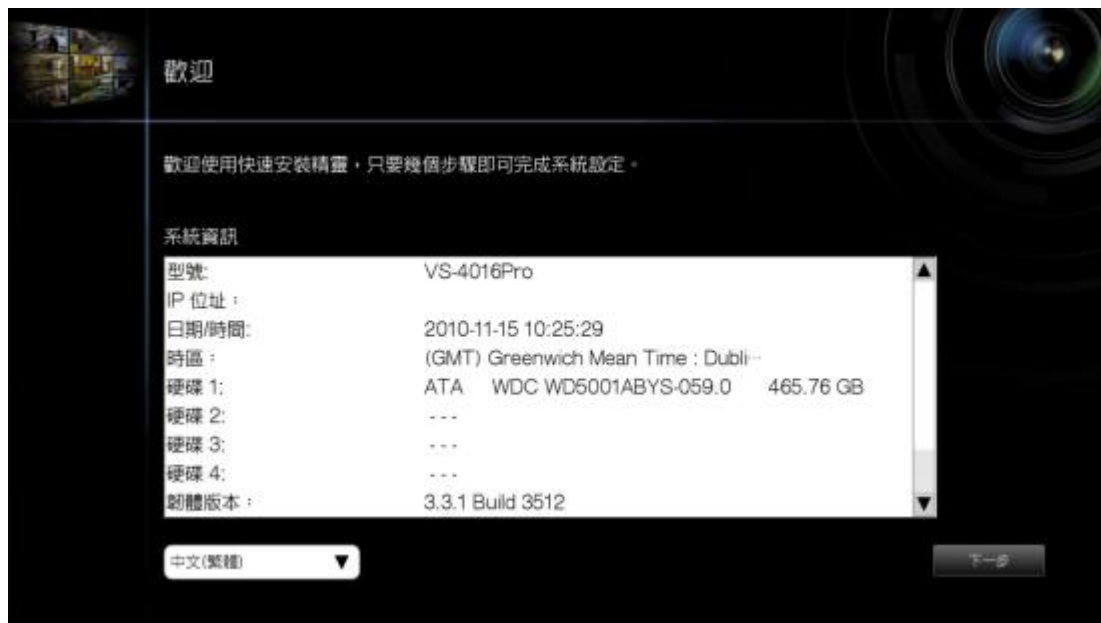 歡迎
歡迎使用快速安裝精靈，只要幾個步驟即可完成系統設定。
系統資訊
型號: VS-4016Pro
IP 位址：
日期/時間: 2010-11-15 10:25:29
時區： (GMT) Greenwich Mean Time : Dubli…
硬碟 1: ATA WDC WD5001ABYS-059.0 465.76 GB
硬碟 2: ---
硬碟 3: ---
硬碟 4: ---
韌體版本： 3.3.1 Build 3512
中文(繁體) ▼
下一步